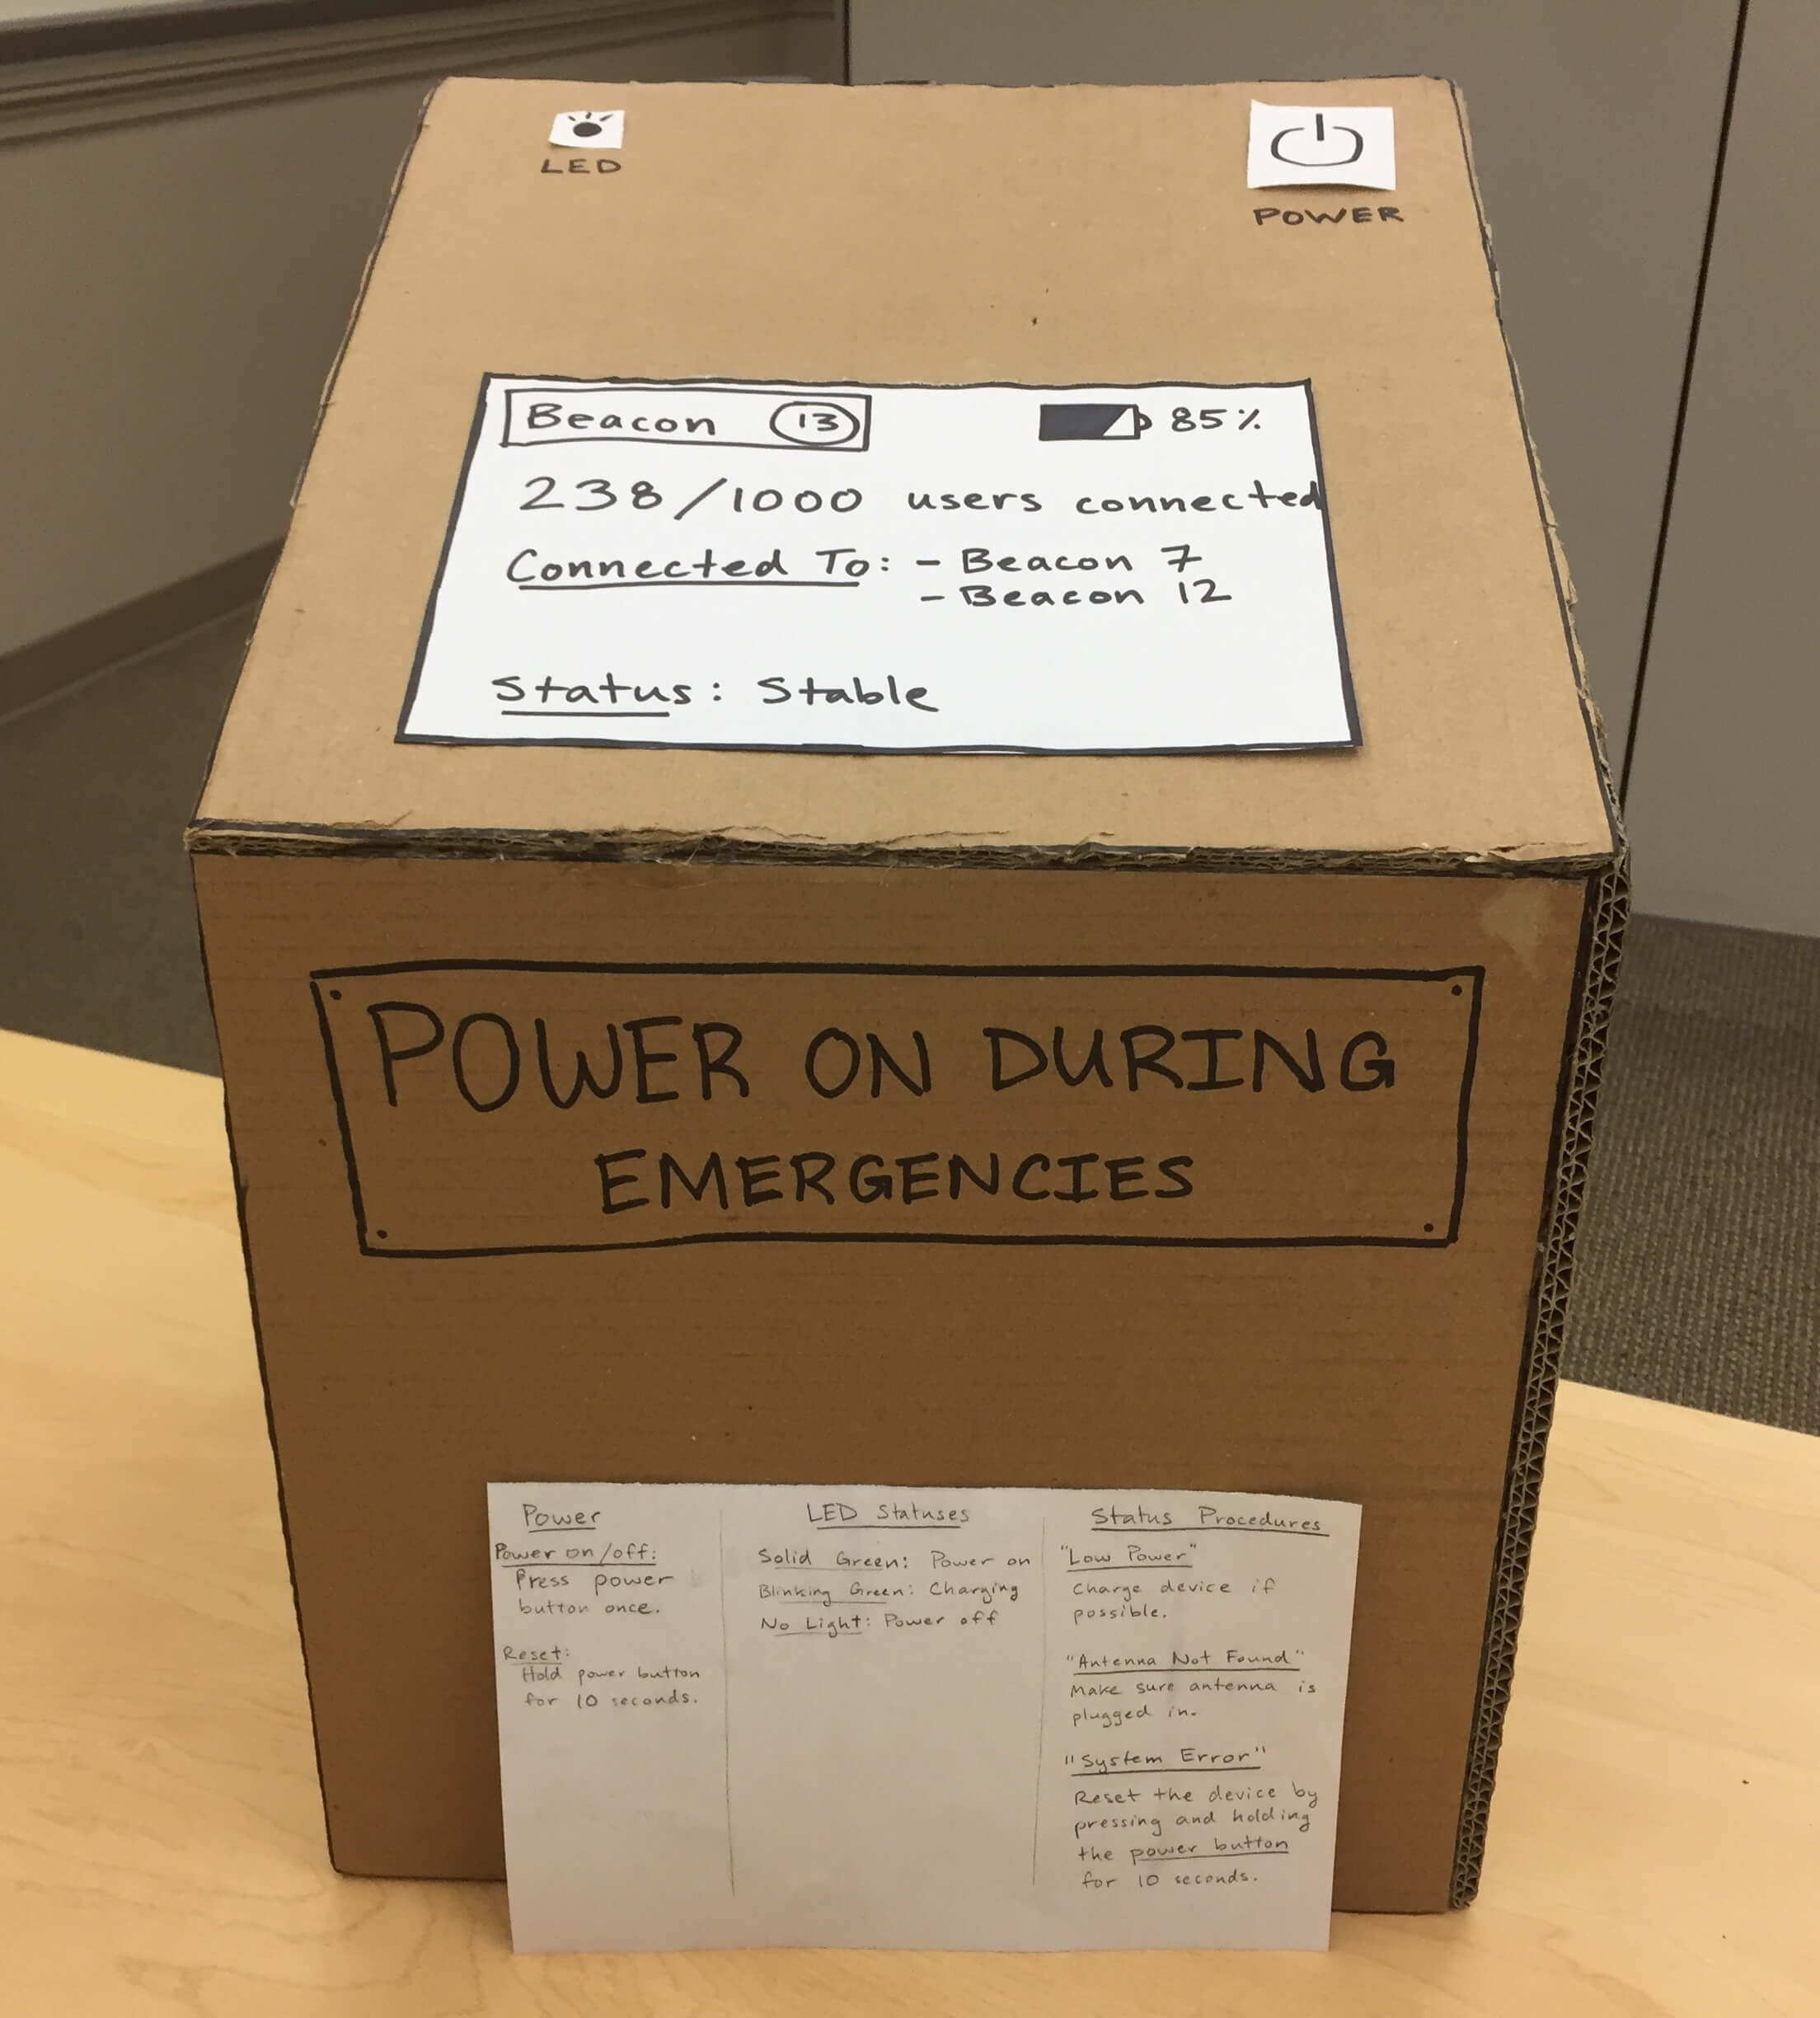 LED
POWER
Beacon 13
85%
238/1000 users connected
Connected To: - Beacon 7
- Beacon 12
Status: Stable
POWER ON DURING
EMERGENCIES
Power
Power on/off:
Press power
button once.
Reset:
Hold power button
for 10 seconds.
LED Statuses
Solid Green: Power on
Blinking Green: Charging
No Light: Power off
Status Procedures
"Low Power"
Charge device if
possible.
"Antenna Not Found"
Make sure antenna is
plugged in.
"System Error"
Reset the device by
pressing and holding
the power button
for 10 seconds.